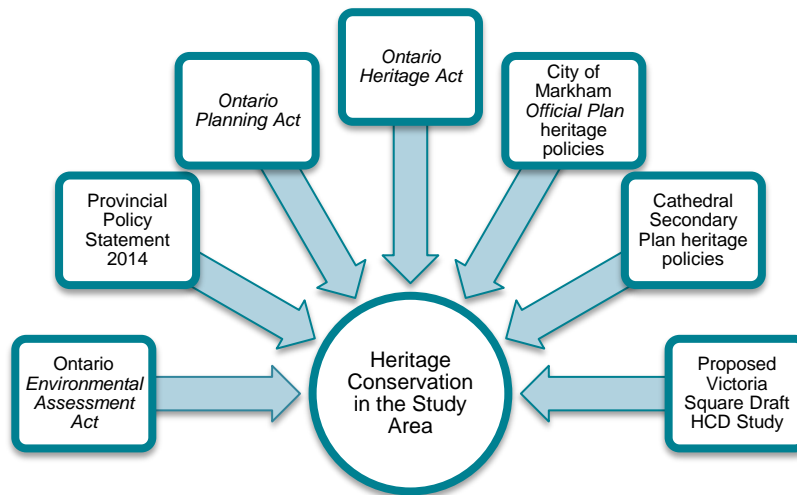 Ontario
Environmental
Assessment
Act
Provincial
Policy
Statement
2014
Ontario
Planning Act
Ontario
Heritage Act
City of
Markham
Official Plan
heritage
policies
Cathedral
Secondary
Plan heritage
policies
Proposed
Victoria
Square Draft
HCD Study
Heritage
Conservation
in the Study
Area